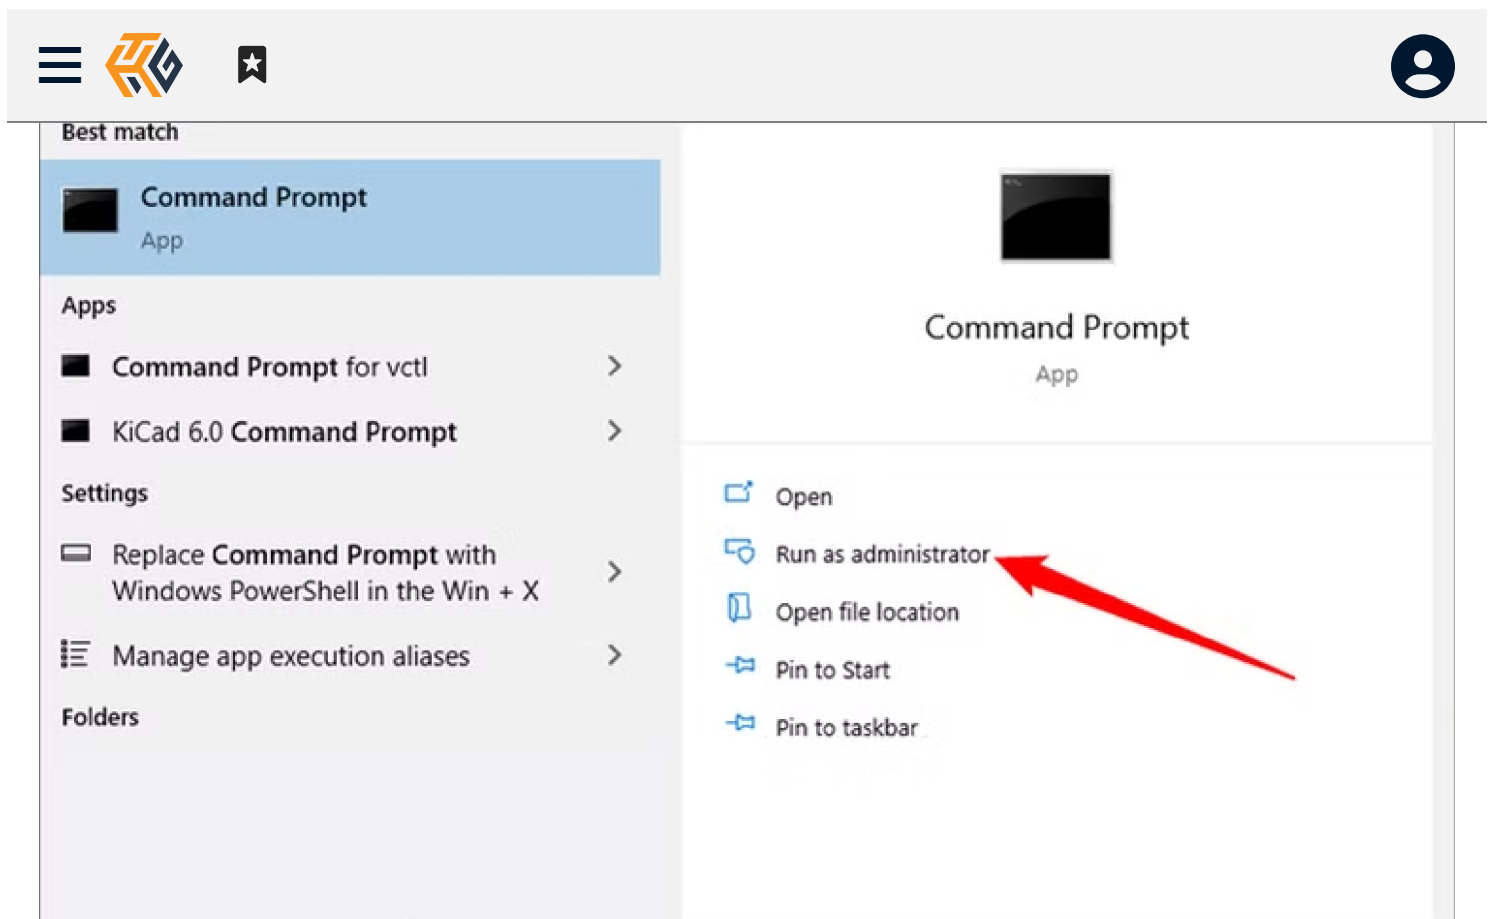 Best match
Command Prompt
App
Apps
Command Prompt for vctl
KiCad 6.0 Command Prompt
Settings
Replace Command Prompt with
Windows PowerShell in the Win + X
Manage app execution aliases
Folders
Command Prompt
App
Open
Run as administrator
Open file location
Pin to Start
Pin to taskbar